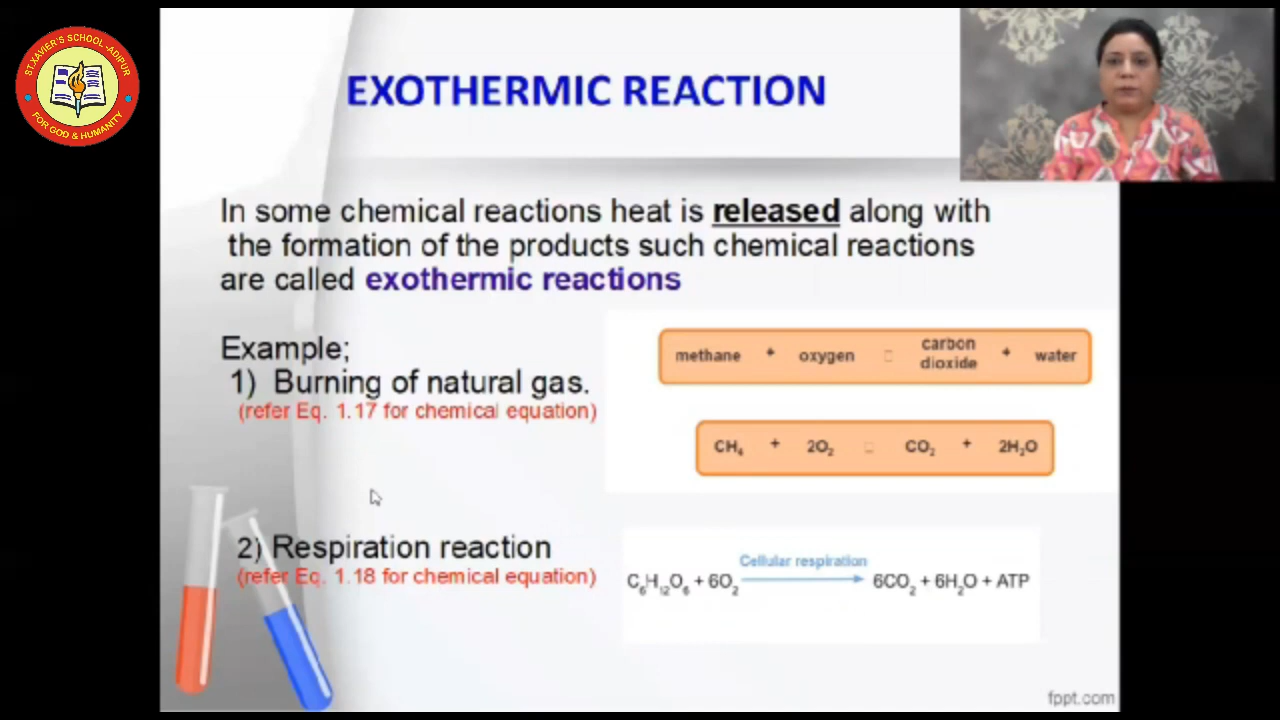 ST.XAVIER'S SCHOOL-ADIPUR
FOR GOD & HUMANITY
EXOTHERMIC REACTION
In some chemical reactions heat is released along with
the formation of the products such chemical reactions
are called exothermic reactions
Example;
1) Burning of natural gas.
(refer Eq. 1.17 for chemical equation)
methane + oxygen carbon dioxide + water
CH₄ + 2O₂ CO₂ + 2H₂O
2) Respiration reaction
(refer Eq. 1.18 for chemical equation)
Cellular respiration
C₆H₁₂O₆ + 6O₂ → 6CO₂ + 6H₂O + ATP
fppt.com